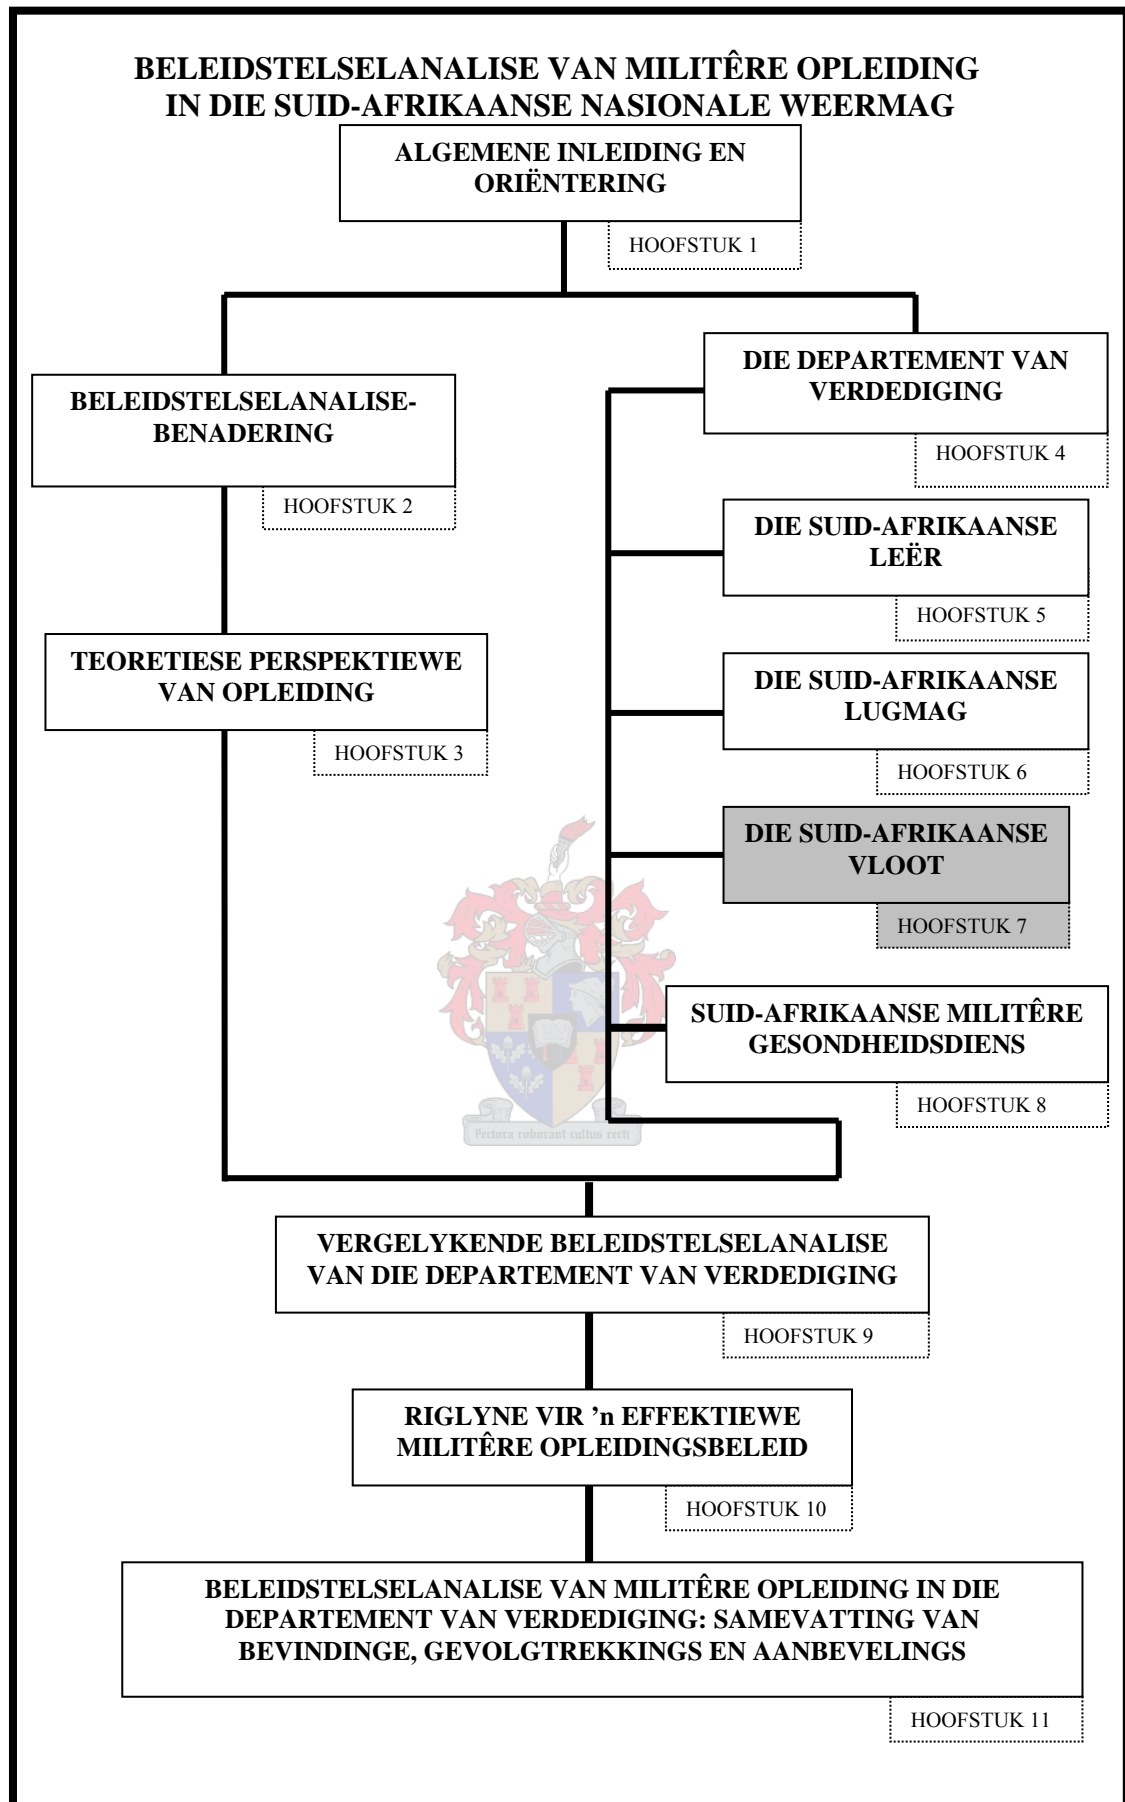 BELEIDSTELSELANALISE VAN MILITÊRE OPLEIDING
IN DIE SUID-AFRIKAANSE NASIONALE WEERMAG
ALGEMENE INLEIDING EN
ORIËNTERING
HOOFSTUK 1
BELEIDSTELSELANALISE-
BENADERING
HOOFSTUK 2
TEORETIESE PERSPEKTIEWE
VAN OPLEIDING
HOOFSTUK 3
DIE DEPARTEMENT VAN
VERDEDIGING
HOOFSTUK 4
DIE SUID-AFRIKAANSE
LEËR
HOOFSTUK 5
DIE SUID-AFRIKAANSE
LUGMAG
HOOFSTUK 6
DIE SUID-AFRIKAANSE
VLOOT
HOOFSTUK 7
SUID-AFRIKAANSE MILITÊRE
GESONDHEIDSDIENS
HOOFSTUK 8
Pectora roborant cultus recti
VERGELYKENDE BELEIDSTELSELANALISE
VAN DIE DEPARTEMENT VAN VERDEDIGING
HOOFSTUK 9
RIGLYNE VIR ’n EFFEKTIEWE
MILITÊRE OPLEIDINGSBELEID
HOOFSTUK 10
BELEIDSTELSELANALISE VAN MILITÊRE OPLEIDING IN DIE
DEPARTEMENT VAN VERDEDIGING: SAMEVATTING VAN
BEVINDINGE, GEVOLGTREKKINGS EN AANBEVELINGS
HOOFSTUK 11